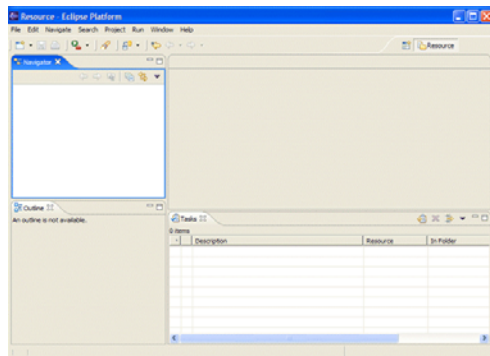 Resource - Eclipse Platform
File Edit Navigate Search Project Run Window Help
Resource
Navigator
Outline
An outline is not available.
Tasks
0 items
Description Resource In Folder